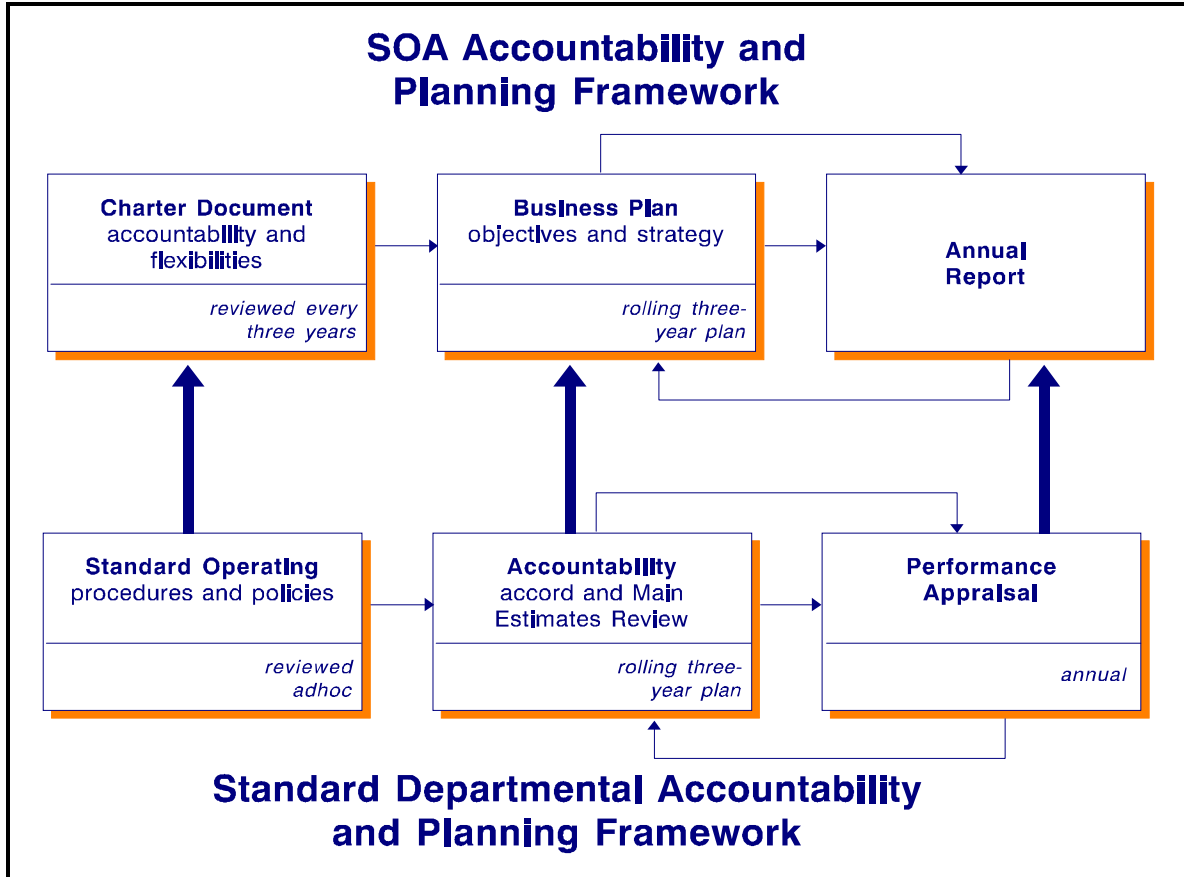 SOA Accountability and
Planning Framework
Charter Document
accountability and
flexibilities
reviewed every
three years
Business Plan
objectives and strategy
rolling three-
year plan
Annual
Report
Standard Operating
procedures and policies
reviewed
adhoc
Accountability
accord and Main
Estimates Review
rolling three-
year plan
Performance
Appraisal
annual
Standard Departmental Accountability
and Planning Framework